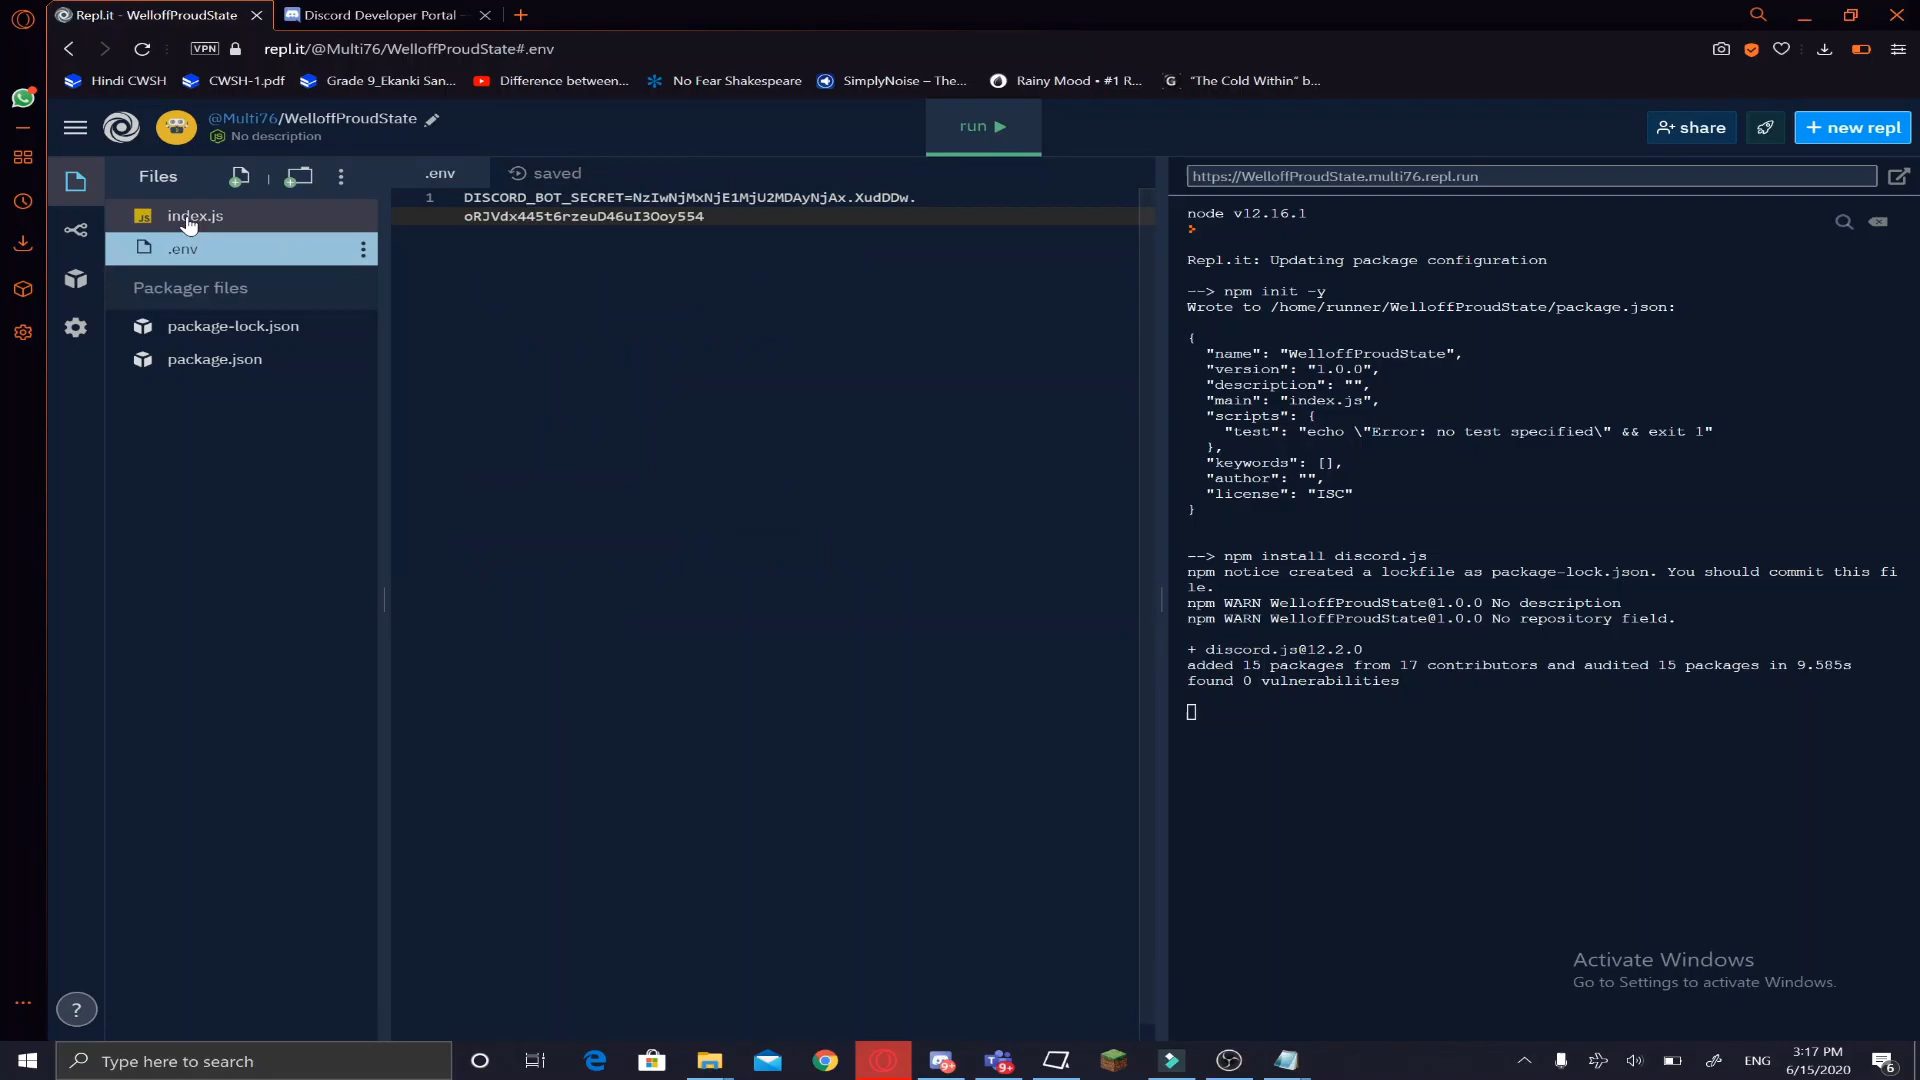 Repl.it - WelloffProudState
Discord Developer Portal
VPN
repl.it/@Multi76/WelloffProudState#.env
Hindi CWSH
CWSH-1.pdf
Grade 9_Ekanki San...
Difference between...
No Fear Shakespeare
SimplyNoise – The...
Rainy Mood • #1 R...
G
"The Cold Within" b...
@Multi76/WelloffProudState
No description
run
share
+ new repl
Files
.env
saved
https://WelloffProudState.multi76.repl.run
JS
index.js
.env
Packager files
package-lock.json
package.json
1
DISCORD_BOT_SECRET=NzIwNjMxNjE1MjU2MDAyNjAx.XudDDw.
oRJVdx445t6rzeuD46uI3Ooy554
node v12.16.1
Repl.it: Updating package configuration
--> npm init -y
Wrote to /home/runner/WelloffProudState/package.json:
{
"name": "WelloffProudState",
"version": "1.0.0",
"description": "",
"main": "index.js",
"scripts": {
"test": "echo \"Error: no test specified\" && exit 1"
},
"keywords": [],
"author": "",
"license": "ISC"
}
--> npm install discord.js
npm notice created a lockfile as package-lock.json. You should commit this fi
le.
npm WARN WelloffProudState@1.0.0 No description
npm WARN WelloffProudState@1.0.0 No repository field.
+ discord.js@12.2.0
added 15 packages from 17 contributors and audited 15 packages in 9.585s
found 0 vulnerabilities
Activate Windows
Go to Settings to activate Windows.
?
Type here to search
9+
9+
ENG
3:17 PM
6/15/2020
6